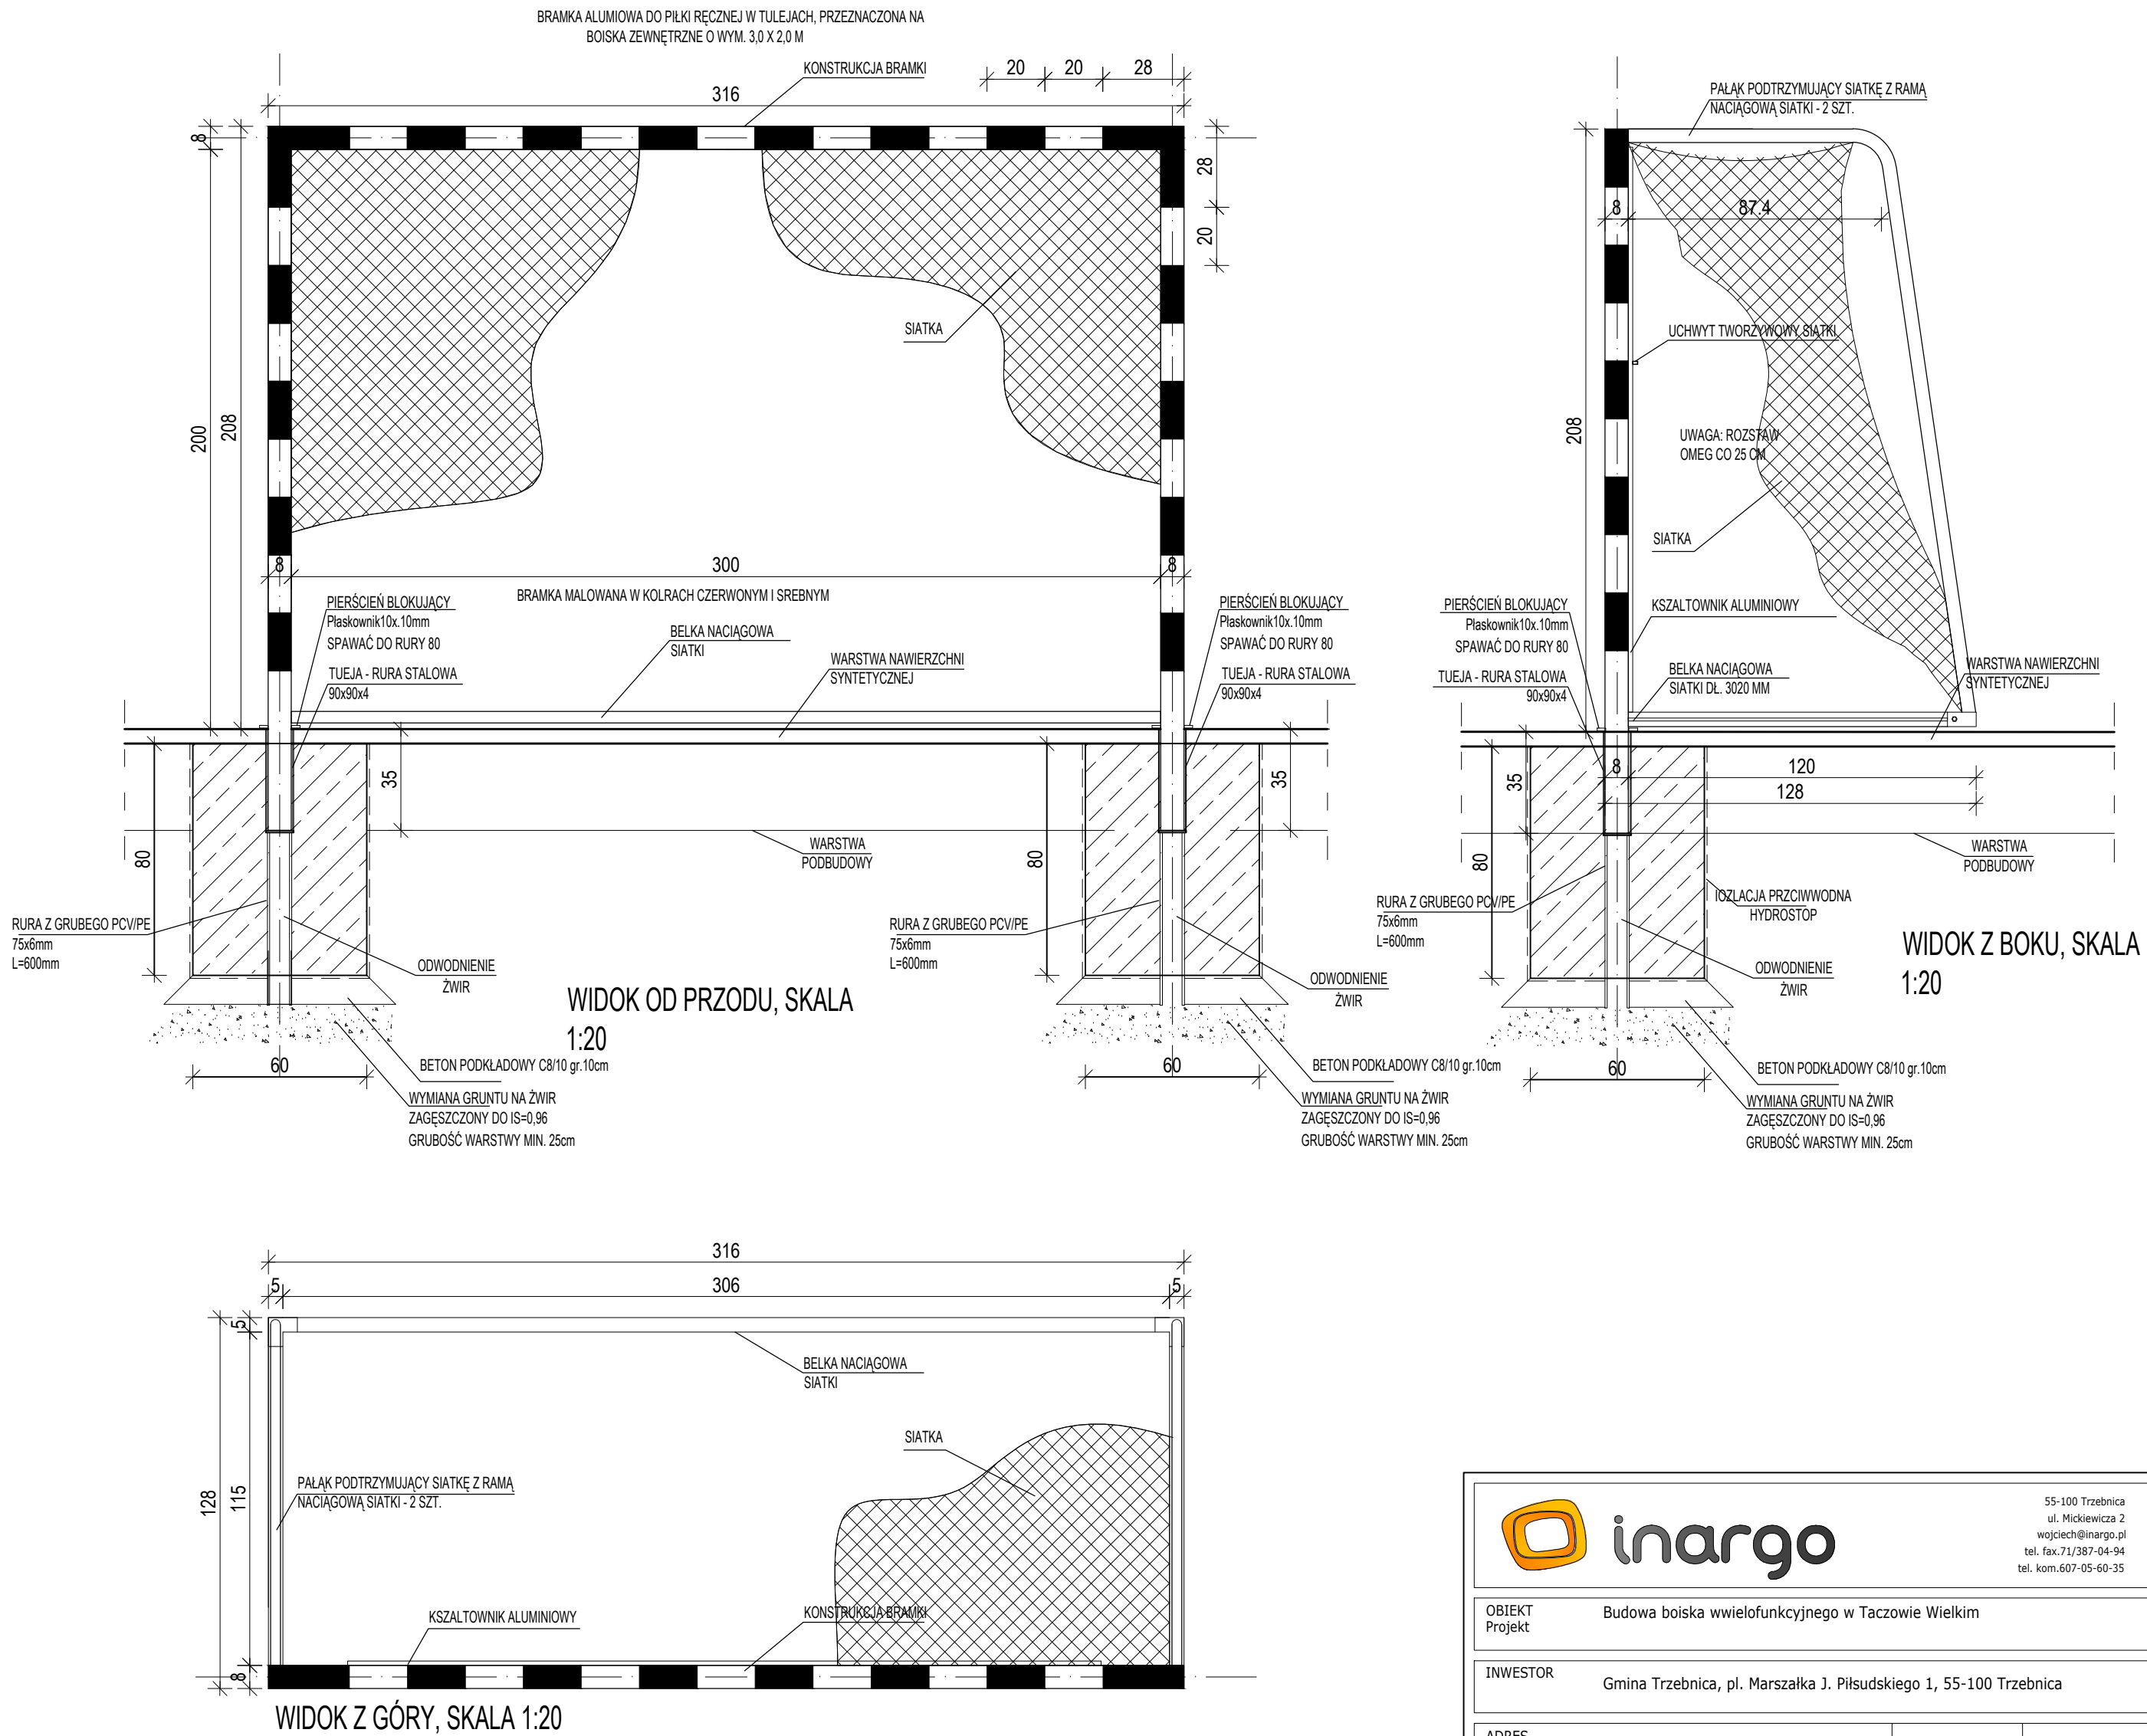 BRAMKA ALUMIOWA DO PIŁKI RĘCZNEJ W TULEJACH, PRZEZNACZONA NA
BOISKA ZEWNĘTRZNE O WYM. 3,0 X 2,0 M
KONSTRUKCJA BRAMKI
20
20
28
316
8
28
20
200
208
SIATKA
8
300
8
BRAMKA MALOWANA W KOLRACH CZERWONYM I SREBNYM
PIERŚCIEŃ BLOKUJĄCY
Płaskownik10x.10mm
SPAWAĆ DO RURY 80
TUEJA - RURA STALOWA
90x90x4
BELKA NACIĄGOWA
SIATKI
WARSTWA NAWIERZCHNI
SYNTETYCZNEJ
PIERŚCIEŃ BLOKUJĄCY
Płaskownik10x.10mm
SPAWAĆ DO RURY 80
TUEJA - RURA STALOWA
90x90x4
35
80
35
80
WARSTWA
PODBUDOWY
RURA Z GRUBEGO PCV/PE
75x6mm
L=600mm
ODWODNIENIE
ŻWIR
RURA Z GRUBEGO PCV/PE
75x6mm
L=600mm
ODWODNIENIE
ŻWIR
WIDOK OD PRZODU, SKALA
1:20
60
BETON PODKŁADOWY C8/10 gr.10cm
WYMIANA GRUNTU NA ŻWIR
ZAGĘSZCZONY DO IS=0,96
GRUBOŚĆ WARSTWY MIN. 25cm
60
BETON PODKŁADOWY C8/10 gr.10cm
WYMIANA GRUNTU NA ŻWIR
ZAGĘSZCZONY DO IS=0,96
GRUBOŚĆ WARSTWY MIN. 25cm
PAŁĄK PODTRZYMUJĄCY SIATKĘ Z RAMĄ
NACIĄGOWĄ SIATKI - 2 SZT.
8
87.4
208
UCHWYT TWORZYWOWY SIATKI
UWAGA: ROZSTAW
OMEG CO 25 CM
SIATKA
PIERŚCIEŃ BLOKUJĄCY
Płaskownik10x.10mm
SPAWAĆ DO RURY 80
TUEJA - RURA STALOWA
90x90x4
KSZALTOWNIK ALUMINIOWY
BELKA NACIĄGOWA
SIATKI DŁ. 3020 MM
WARSTWA NAWIERZCHNI
SYNTETYCZNEJ
35
8
120
128
80
WARSTWA
PODBUDOWY
RURA Z GRUBEGO PCV/PE
75x6mm
L=600mm
IOZLACJA PRZCIWWODNA
HYDROSTOP
ODWODNIENIE
ŻWIR
WIDOK Z BOKU, SKALA
1:20
60
BETON PODKŁADOWY C8/10 gr.10cm
WYMIANA GRUNTU NA ŻWIR
ZAGĘSZCZONY DO IS=0,96
GRUBOŚĆ WARSTWY MIN. 25cm
316
5
306
5
5
128
115
8
BELKA NACIĄGOWA
SIATKI
SIATKA
PAŁĄK PODTRZYMUJĄCY SIATKĘ Z RAMĄ
NACIĄGOWĄ SIATKI - 2 SZT.
KSZALTOWNIK ALUMINIOWY
KONSTRUKCJA BRAMKI
WIDOK Z GÓRY, SKALA 1:20
inargo
55-100 Trzebnica
ul. Mickiewicza 2
wojciech@inargo.pl
tel. fax.71/387-04-94
tel. kom.607-05-60-35
OBIEKT
Projekt
Budowa boiska wwielofunkcyjnego w Taczowie Wielkim
INWESTOR
Gmina Trzebnica, pl. Marszałka J. Piłsudskiego 1, 55-100 Trzebnica
ADRES